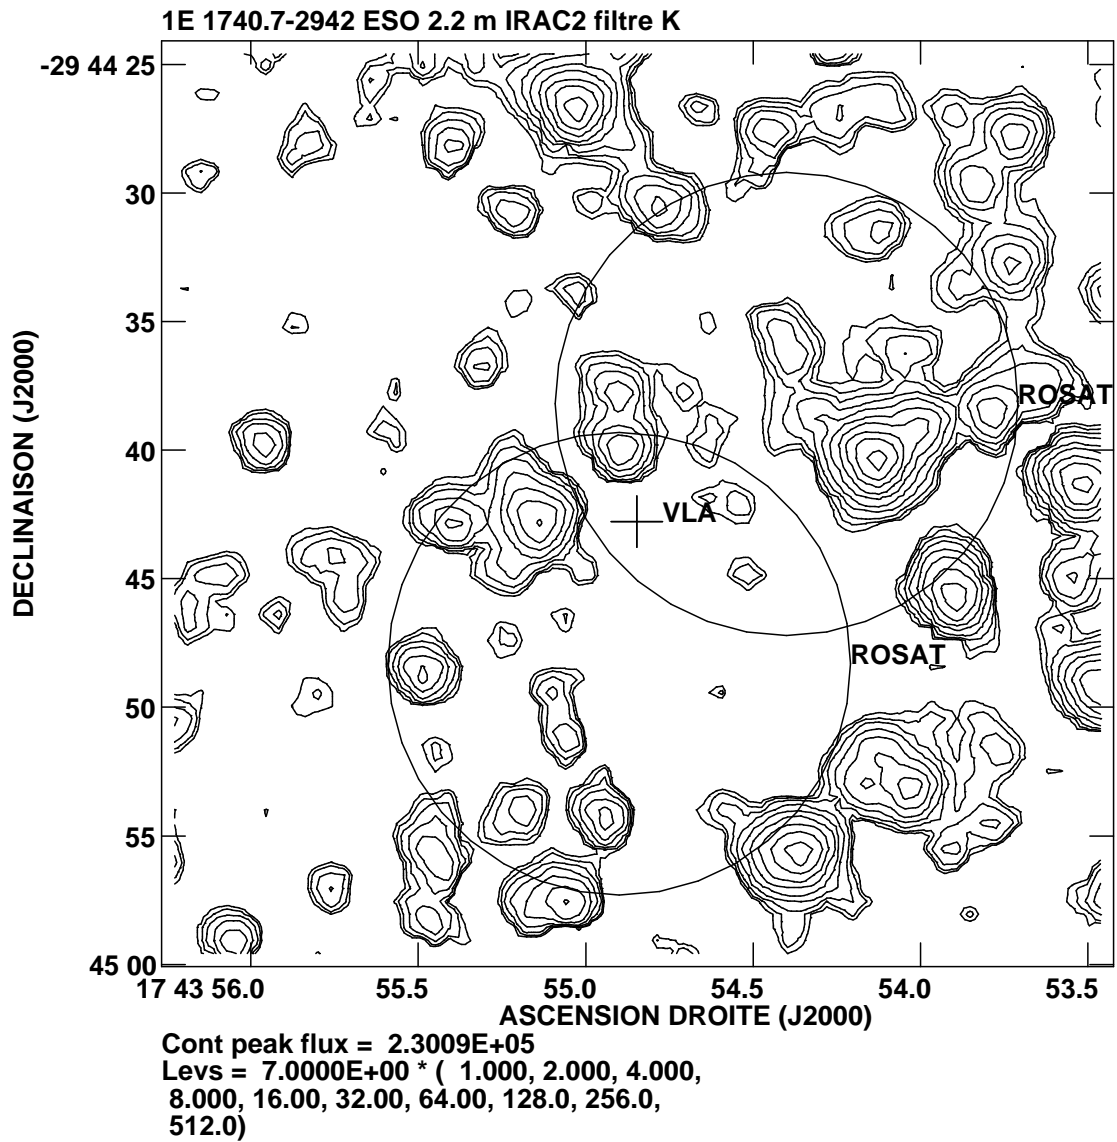 1E 1740.7-2942 ESO 2.2 m IRAC2 filtre K
-29 44 25
30
35
40
45
50
55
45 00
DECLINAISON (J2000)
ROSAT
VLA
ROSAT
17 43 56.0
55.5
55.0
54.5
54.0
53.5
ASCENSION DROITE (J2000)
Cont peak flux = 2.3009E+05
Levs = 7.0000E+00 * ( 1.000, 2.000, 4.000,
8.000, 16.00, 32.00, 64.00, 128.0, 256.0,
512.0)